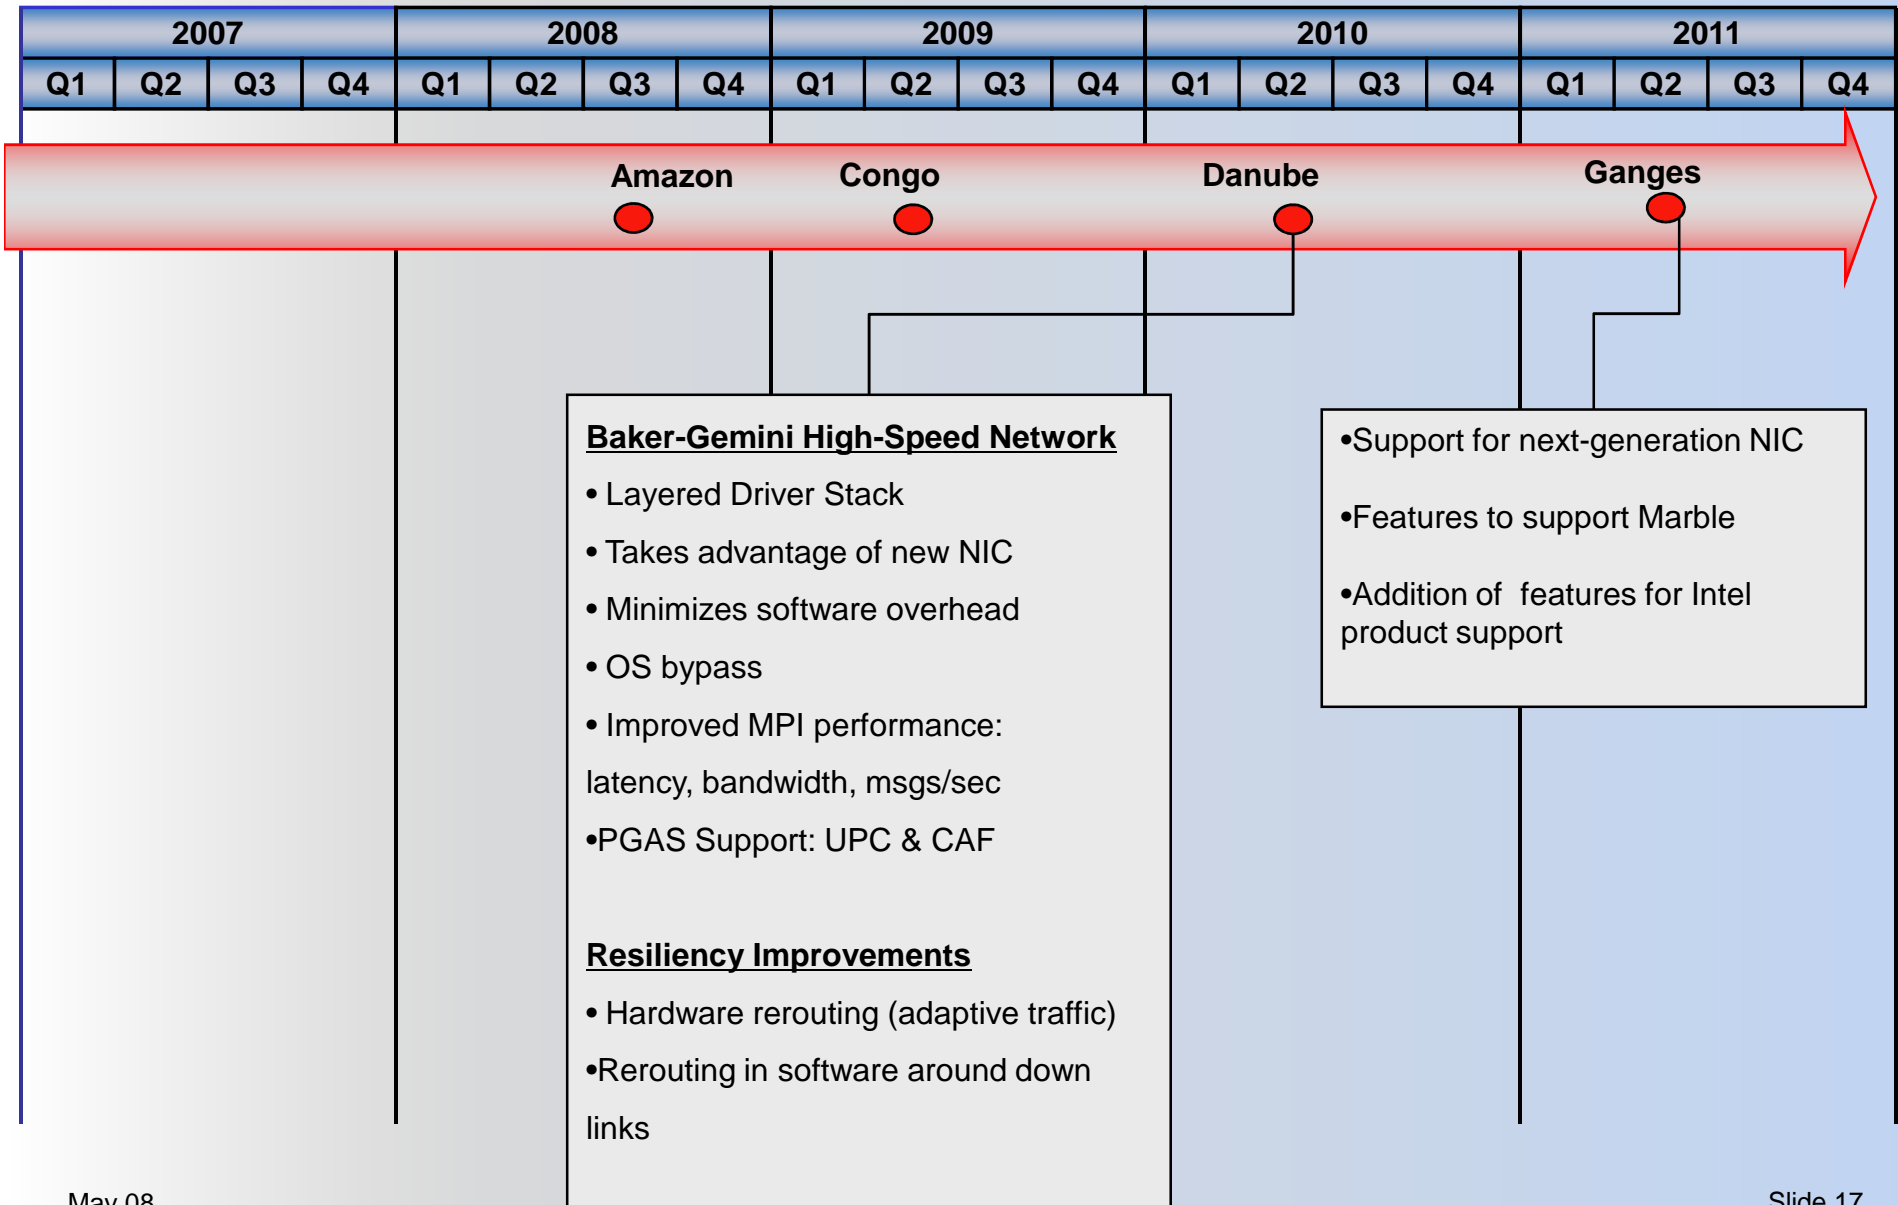 2007 2008 2009 2010 2011
Q1 Q2 Q3 Q4 Q1 Q2 Q3 Q4 Q1 Q2 Q3 Q4 Q1 Q2 Q3 Q4 Q1 Q2 Q3 Q4
Amazon Congo Danube Ganges
Baker-Gemini High-Speed Network
• Layered Driver Stack
• Takes advantage of new NIC
• Minimizes software overhead
• OS bypass
• Improved MPI performance:
latency, bandwidth, msgs/sec
•PGAS Support: UPC & CAF
Resiliency Improvements
• Hardware rerouting (adaptive traffic)
•Rerouting in software around down
links
•Support for next-generation NIC
•Features to support Marble
•Addition of  features for Intel
product support
May 08
Slide 17